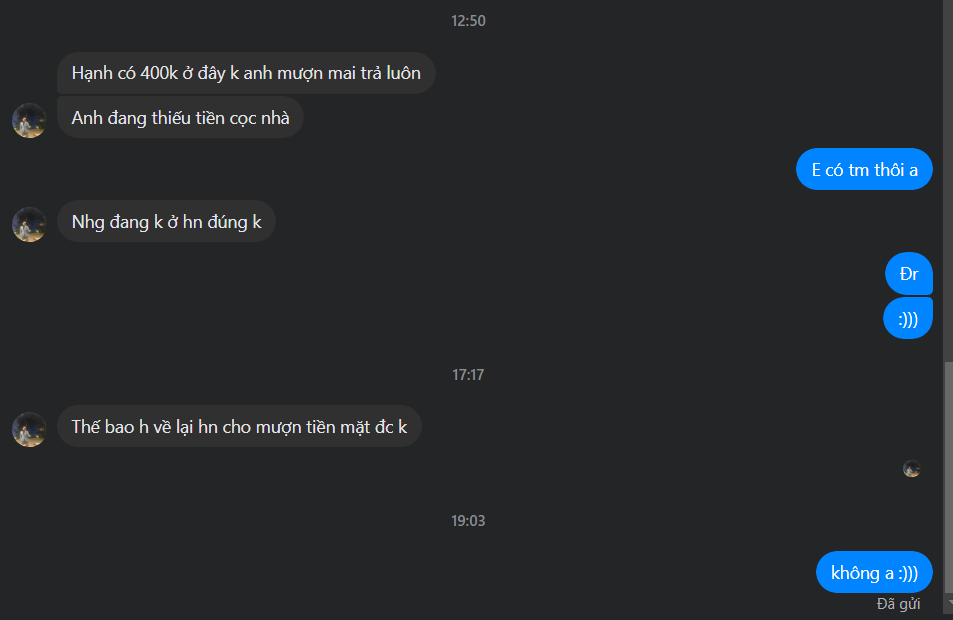 12:50
Hạnh có 400k ở đây k anh mượn mai trả luôn
Anh đang thiếu tiền cọc nhà
E có tm thôi a
Nhg đang k ở hn đúng k
Đr
:)))
17:17
Thế bao h về lại hn cho mượn tiền mặt đc k
19:03
không a :)))
Đã gửi